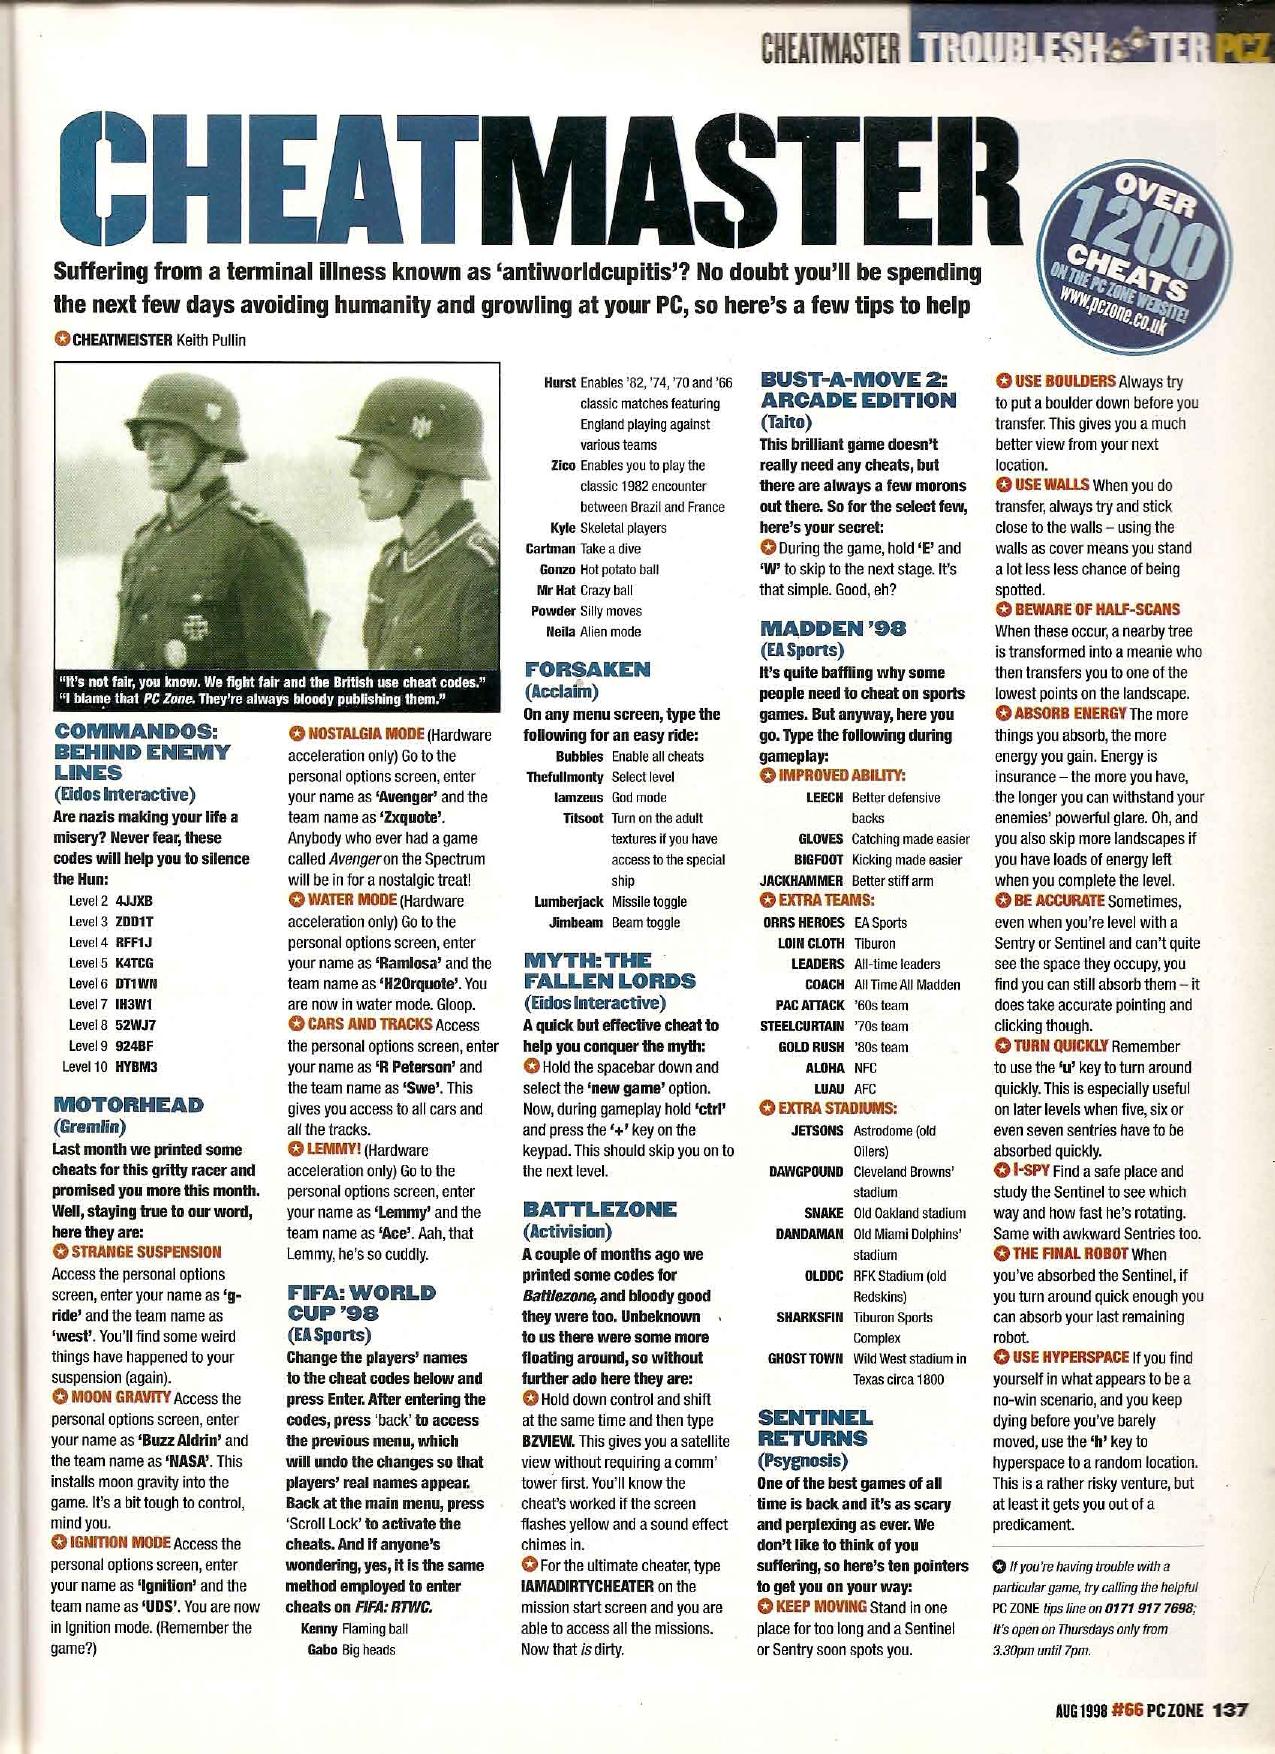 CHEATMASTER TROUBLESHOOTER PCZ
CHEATMASTER
OVER
1200
CHEATS
ON THE PC ZONE WEBSITE!
www.pczone.co.uk
Suffering from a terminal illness known as ‘antiworldcupitis’? No doubt you’ll be spending
the next few days avoiding humanity and growling at your PC, so here’s a few tips to help
CHEATMEISTER Keith Pullin
“It’s not fair, you know. We fight fair and the British use cheat codes.”
“I blame that PC Zone. They’re always bloody publishing them.”
COMMANDOS:
BEHIND ENEMY
LINES
(Eidos Interactive)
Are nazis making your life a
misery? Never fear, these
codes will help you to silence
the Hun:
Level 2 4JJXB
Level 3 ZDD1T
Level 4 RFF1J
Level 5 K4TCG
Level 6 DT1WN
Level 7 IH3W1
Level 8 52WJ7
Level 9 924BF
Level 10 HYBM3
MOTORHEAD
(Gremlin)
Last month we printed some
cheats for this gritty racer and
promised you more this month.
Well, staying true to our word,
here they are:
STRANGE SUSPENSION
Access the personal options
screen, enter your name as ‘g-
ride’ and the team name as
‘west’. You’ll find some weird
things have happened to your
suspension (again).
MOON GRAVITY Access the
personal options screen, enter
your name as ‘Buzz Aldrin’ and
the team name as ‘NASA’. This
installs moon gravity into the
game. It’s a bit tough to control,
mind you.
IGNITION MODE Access the
personal options screen, enter
your name as ‘Ignition’ and the
team name as ‘UDS’. You are now
in Ignition mode. (Remember the
game?)
NOSTALGIA MODE (Hardware
acceleration only) Go to the
personal options screen, enter
your name as ‘Avenger’ and the
team name as ‘Zxquote’.
Anybody who ever had a game
called Avenger on the Spectrum
will be in for a nostalgic treat!
WATER MODE (Hardware
acceleration only) Go to the
personal options screen, enter
your name as ‘Ramlosa’ and the
team name as ‘H2Orquote’. You
are now in water mode. Gloop.
CARS AND TRACKS Access
the personal options screen, enter
your name as ‘R Peterson’ and
the team name as ‘Swe’. This
gives you access to all cars and
all the tracks.
LEMMY! (Hardware
acceleration only) Go to the
personal options screen, enter
your name as ‘Lemmy’ and the
team name as ‘Ace’. Aah, that
Lemmy, he’s so cuddly.
FIFA: WORLD
CUP ’98
(EA Sports)
Change the players’ names
to the cheat codes below and
press Enter. After entering the
codes, press ‘back’ to access
the previous menu, which
will undo the changes so that
players’ real names appear.
Back at the main menu, press
‘Scroll Lock’ to activate the
cheats. And if anyone’s
wondering, yes, it is the same
method employed to enter
cheats on FIFA: RTWC.
Kenny Flaming ball
Gabo Big heads
Hurst Enables ’82, ’74, ’70 and ’66
classic matches featuring
England playing against
various teams
Zico Enables you to play the
classic 1982 encounter
between Brazil and France
Kyle Skeletal players
Cartman Take a dive
Gonzo Hot potato ball
Mr Hat Crazy ball
Powder Silly moves
Neila Alien mode
FORSAKEN
(Acclaim)
On any menu screen, type the
following for an easy ride:
Bubbles Enable all cheats
Thefullmonty Select level
Iamzeus God mode
Titsoot Turn on the adult
textures if you have
access to the special
ship
Lumberjack Missile toggle
Jimbeam Beam toggle
MYTH: THE
FALLEN LORDS
(Eidos Interactive)
A quick but effective cheat to
help you conquer the myth:
Hold the spacebar down and
select the ‘new game’ option.
Now, during gameplay hold ‘ctrl’
and press the ‘+’ key on the
keypad. This should skip you on to
the next level.
BATTLEZONE
(Activision)
A couple of months ago we
printed some codes for
Battlezone, and bloody good
they were too. Unbeknown
to us there were some more
floating around, so without
further ado here they are:
Hold down control and shift
at the same time and then type
BZVIEW. This gives you a satellite
view without requiring a comm’
tower first. You’ll know the
cheat’s worked if the screen
flashes yellow and a sound effect
chimes in.
For the ultimate cheater, type
IAMADIRTYCHEATER on the
mission start screen and you are
able to access all the missions.
Now that is dirty.
BUST-A-MOVE 2:
ARCADE EDITION
(Taito)
This brilliant game doesn’t
really need any cheats, but
there are always a few morons
out there. So for the select few,
here’s your secret:
During the game, hold ‘E’ and
‘W’ to skip to the next stage. It’s
that simple. Good, eh?
MADDEN ’98
(EA Sports)
It’s quite baffling why some
people need to cheat on sports
games. But anyway, here you
go. Type the following during
gameplay:
IMPROVED ABILITY:
LEECH Better defensive
backs
GLOVES Catching made easier
BIGFOOT Kicking made easier
JACKHAMMER Better stiff arm
EXTRA TEAMS:
ORRS HEROES EA Sports
LOIN CLOTH Tiburon
LEADERS All-time leaders
COACH All Time All Madden
PAC ATTACK ’60s team
STEELCURTAIN ’70s team
GOLD RUSH ’80s team
ALOHA NFC
LUAU AFC
EXTRA STADIUMS:
JETSONS Astrodome (old
Oilers)
DAWGPOUND Cleveland Browns’
stadium
SNAKE Old Oakland stadium
DANDAMAN Old Miami Dolphins’
stadium
OLDDC RFK Stadium (old
Redskins)
SHARKSFIN Tiburon Sports
Complex
GHOST TOWN Wild West stadium in
Texas circa 1800
SENTINEL
RETURNS
(Psygnosis)
One of the best games of all
time is back and it’s as scary
and perplexing as ever. We
don’t like to think of you
suffering, so here’s ten pointers
to get you on your way:
KEEP MOVING Stand in one
place for too long and a Sentinel
or Sentry soon spots you.
USE BOULDERS Always try
to put a boulder down before you
transfer. This gives you a much
better view from your next
location.
USE WALLS When you do
transfer, always try and stick
close to the walls – using the
walls as cover means you stand
a lot less less chance of being
spotted.
BEWARE OF HALF-SCANS
When these occur, a nearby tree
is transformed into a meanie who
then transfers you to one of the
lowest points on the landscape.
ABSORB ENERGY The more
things you absorb, the more
energy you gain. Energy is
insurance – the more you have,
the longer you can withstand your
enemies’ powerful glare. Oh, and
you also skip more landscapes if
you have loads of energy left
when you complete the level.
BE ACCURATE Sometimes,
even when you’re level with a
Sentry or Sentinel and can’t quite
see the space they occupy, you
find you can still absorb them – it
does take accurate pointing and
clicking though.
TURN QUICKLY Remember
to use the ‘u’ key to turn around
quickly. This is especially useful
on later levels when five, six or
even seven sentries have to be
absorbed quickly.
I-SPY Find a safe place and
study the Sentinel to see which
way and how fast he’s rotating.
Same with awkward Sentries too.
THE FINAL ROBOT When
you’ve absorbed the Sentinel, if
you turn around quick enough you
can absorb your last remaining
robot.
USE HYPERSPACE If you find
yourself in what appears to be a
no-win scenario, and you keep
dying before you’ve barely
moved, use the ‘h’ key to
hyperspace to a random location.
This is a rather risky venture, but
at least it gets you out of a
predicament.
If you’re having trouble with a
particular game, try calling the helpful
PC ZONE tips line on 0171 917 7698;
it’s open on Thursdays only from
3.30pm until 7pm.
AUG 1998 #66 PC ZONE 137